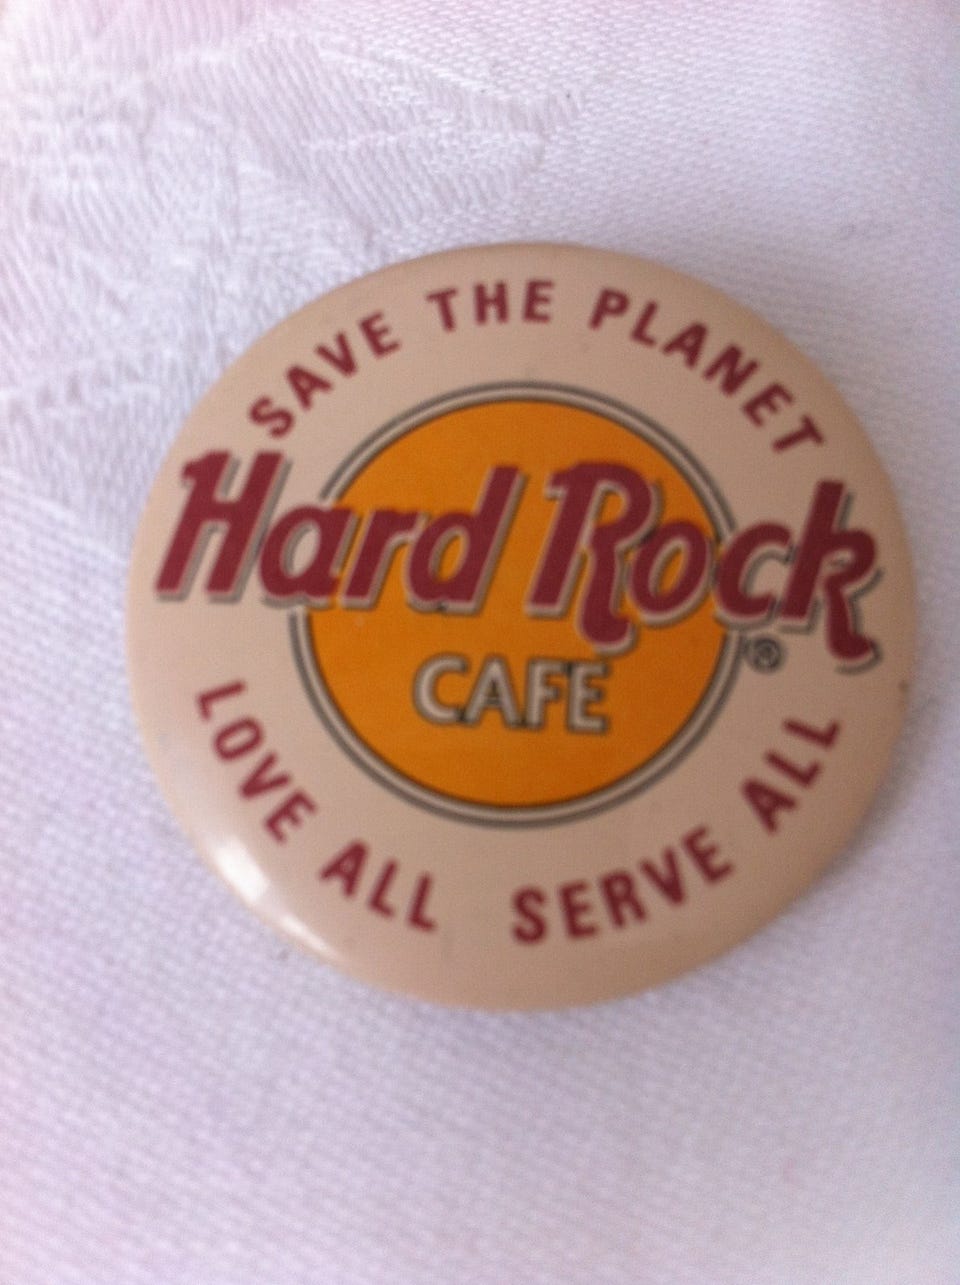 SAVE THE PLANET
Hard Rock
®
CAFE
LOVE ALL SERVE ALL